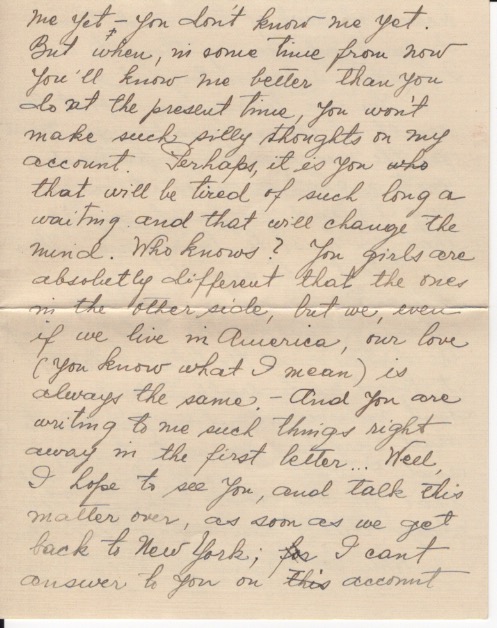 me yet - you don't know me yet.
But when, in some time from now
you'll know me better than you
do at the present time, you won't
make such silly thoughts on my
account. Perhaps, it is you who
that will be tired of such long a
waiting and that will change the
mind. Who knows? You girls are
absolutly different that the ones
in the other side, but we, even
if we live in America, our love
(you know what I mean) is
always the same. - And you are
writing to me such things right
away in the first letter... Well,
I hope to see you, and talk this
matter over, as soon as we get
back to New York; for I cant
answer to you on this account